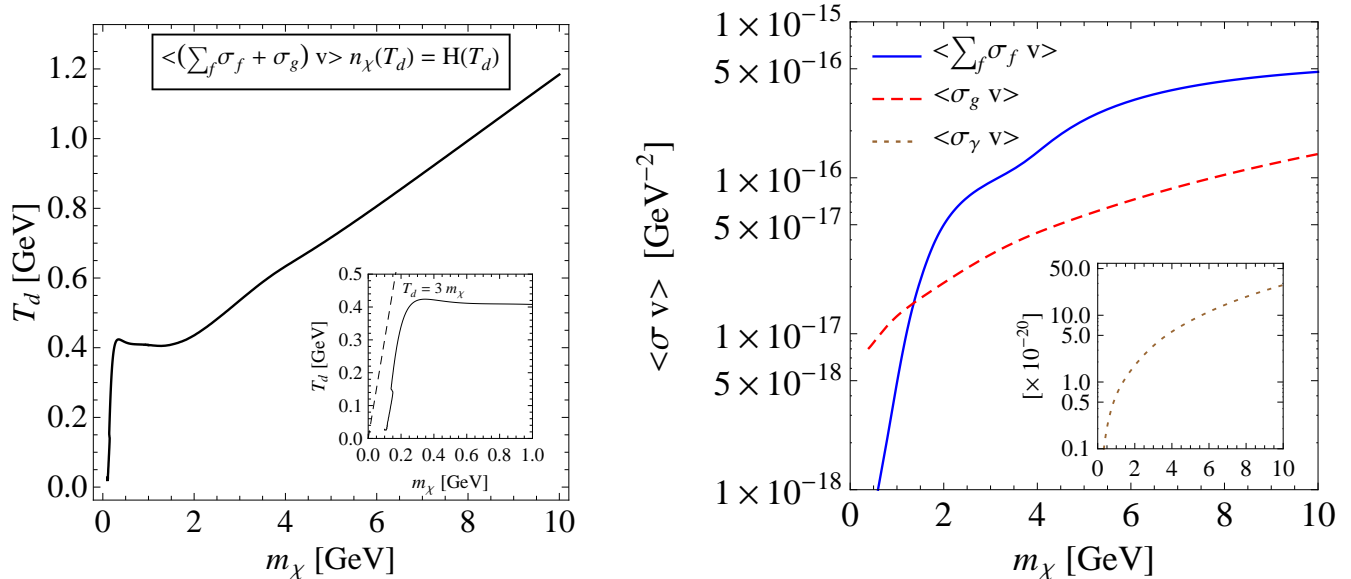 <(∑_f σ_f + σ_g) v> n_χ(T_d) = H(T_d)
T_d [GeV]
1.2
1.0
0.8
0.6
0.4
0.2
0.0
0 2 4 6 8 10
m_χ [GeV]
T_d = 3 m_χ
T_d [GeV]
0.5
0.4
0.3
0.2
0.1
0.0
0.0 0.2 0.4 0.6 0.8 1.0
m_χ [GeV]
<σ v> [GeV^−2]
1×10^−15
5×10^−16
1×10^−16
5×10^−17
1×10^−17
5×10^−18
1×10^−18
0 2 4 6 8 10
m_χ [GeV]
<∑_f σ_f v>
<σ_g v>
<σ_γ v>
[× 10^−20]
50.0
10.0
5.0
1.0
0.5
0.1
0 2 4 6 8 10